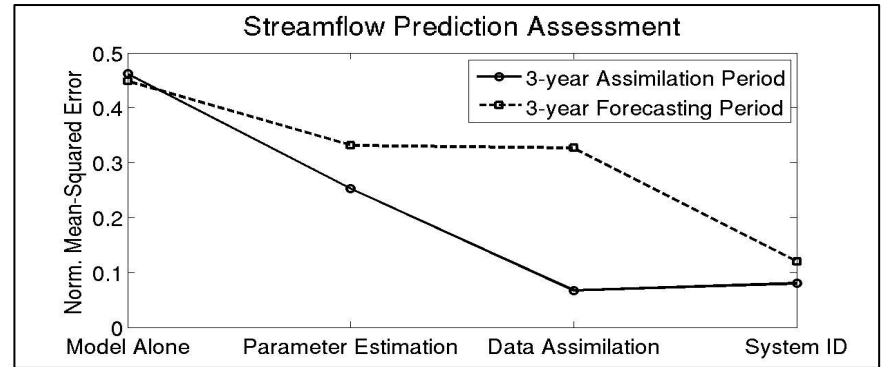 Streamflow Prediction Assessment
Norm. Mean-Squared Error
0.5
0.4
0.3
0.2
0.1
0
3-year Assimilation Period
3-year Forecasting Period
Model Alone
Parameter Estimation
Data Assimilation
System ID